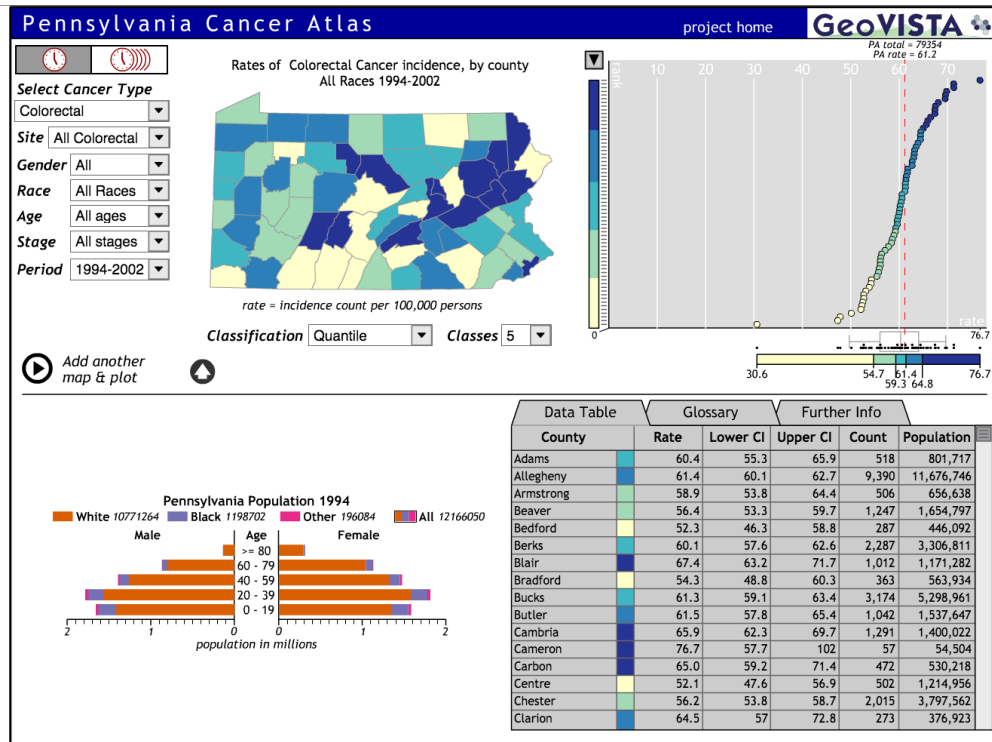 Pennsylvania Cancer Atlas
project home
GeoVISTA
Select Cancer Type
Colorectal
Site All Colorectal
Gender All
Race All Races
Age All ages
Stage All stages
Period 1994-2002
Rates of Colorectal Cancer incidence, by county
All Races 1994-2002
rate = incidence count per 100,000 persons
Classification Quantile Classes 5
Add another
map & plot
PA total = 79354
PA rate = 61.2
rank 10 20 30 40 50 60 70
rate
0 76.7
30.6 54.7 61.4 76.7
59.3 64.8
Pennsylvania Population 1994
White 10771264 Black 1198702 Other 196084 All 12166050
Male Age Female
>= 80
60 - 79
40 - 59
20 - 39
0 - 19
2 1 0 0 1 2
population in millions
Data Table Glossary Further Info
County Rate Lower CI Upper CI Count Population
Adams 60.4 55.3 65.9 518 801,717
Allegheny 61.4 60.1 62.7 9,390 11,676,746
Armstrong 58.9 53.8 64.4 506 656,638
Beaver 56.4 53.3 59.7 1,247 1,654,797
Bedford 52.3 46.3 58.8 287 446,092
Berks 60.1 57.6 62.6 2,287 3,306,811
Blair 67.4 63.2 71.7 1,012 1,171,282
Bradford 54.3 48.8 60.3 363 563,934
Bucks 61.3 59.1 63.4 3,174 5,298,961
Butler 61.5 57.8 65.4 1,042 1,537,647
Cambria 65.9 62.3 69.7 1,291 1,400,022
Cameron 76.7 57.7 102 57 54,504
Carbon 65.0 59.2 71.4 472 530,218
Centre 52.1 47.6 56.9 502 1,214,956
Chester 56.2 53.8 58.7 2,015 3,797,562
Clarion 64.5 57 72.8 273 376,923